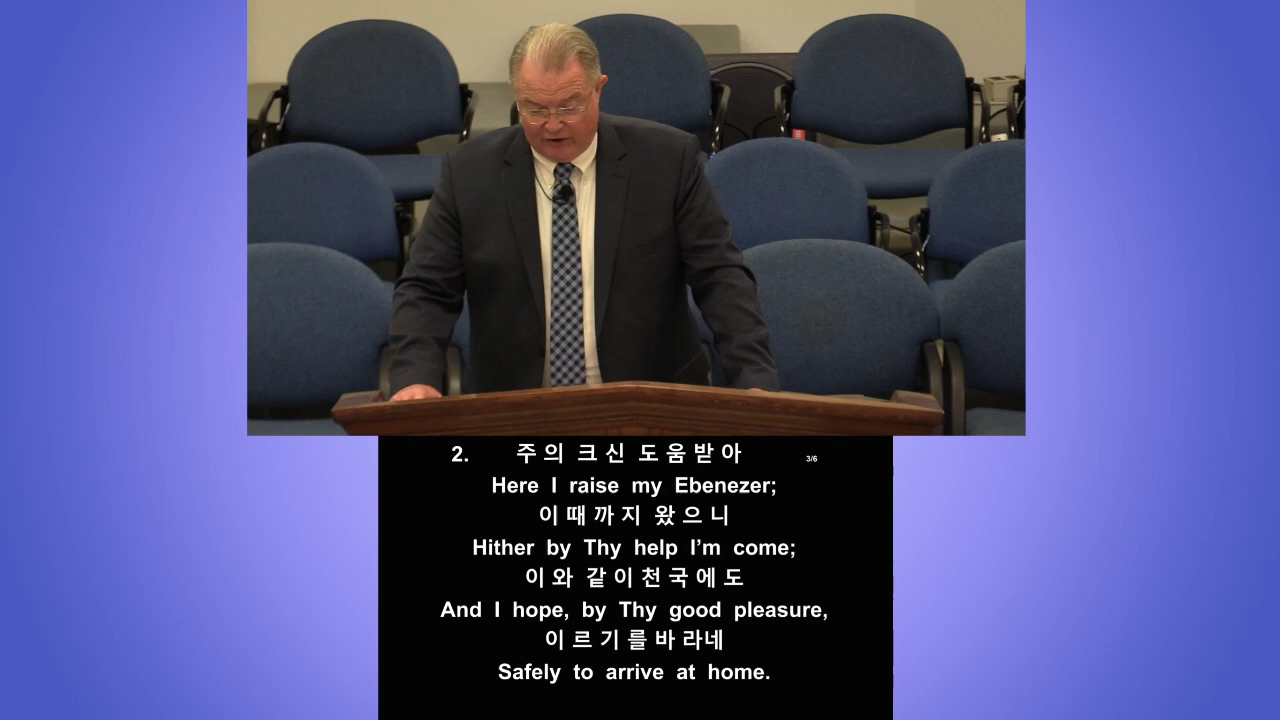 2. 주의 크신 도움받아 3/6
Here I raise my Ebenezer;
이때까지 왔으니
Hither by Thy help I’m come;
이와 같이천국에도
And I hope, by Thy good pleasure,
이르기를바라네
Safely to arrive at home.